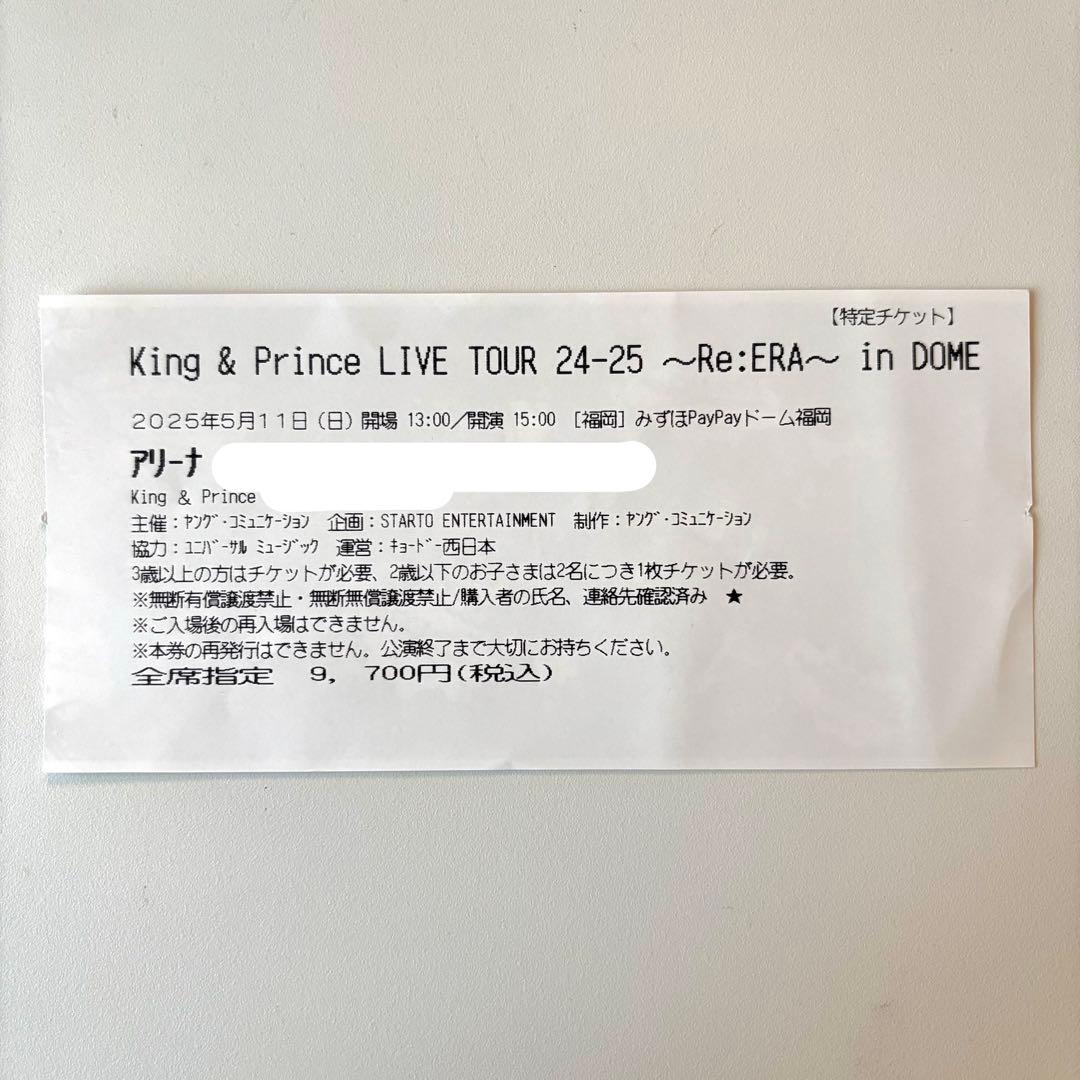 【特定チケット】
King & Prince LIVE TOUR 24-25 ～Re:ERA～ in DOME
２０２５年５月１１日（日）開場 13:00／開演 15:00 ［福岡］みずほPayPayドーム福岡
アリーナ
King & Prince
主催：ﾔﾝｸﾞ・ｺﾐｭﾆｹｰｼｮﾝ 企画：STARTO ENTERTAINMENT 制作：ﾔﾝｸﾞ・ｺﾐｭﾆｹｰｼｮﾝ
協力：ﾕﾆﾊﾞｰｻﾙ ﾐｭｰｼﾞｯｸ 運営：ｷｮｰﾄﾞｰ西日本
3歳以上の方はチケットが必要、2歳以下のお子さまは2名につき1枚チケットが必要。
※無断有償譲渡禁止・無断無償譲渡禁止/購入者の氏名、連絡先確認済み ★
※ご入場後の再入場はできません。
※本券の再発行はできません。公演終了まで大切にお持ちください。
全席指定 9，700円(税込)